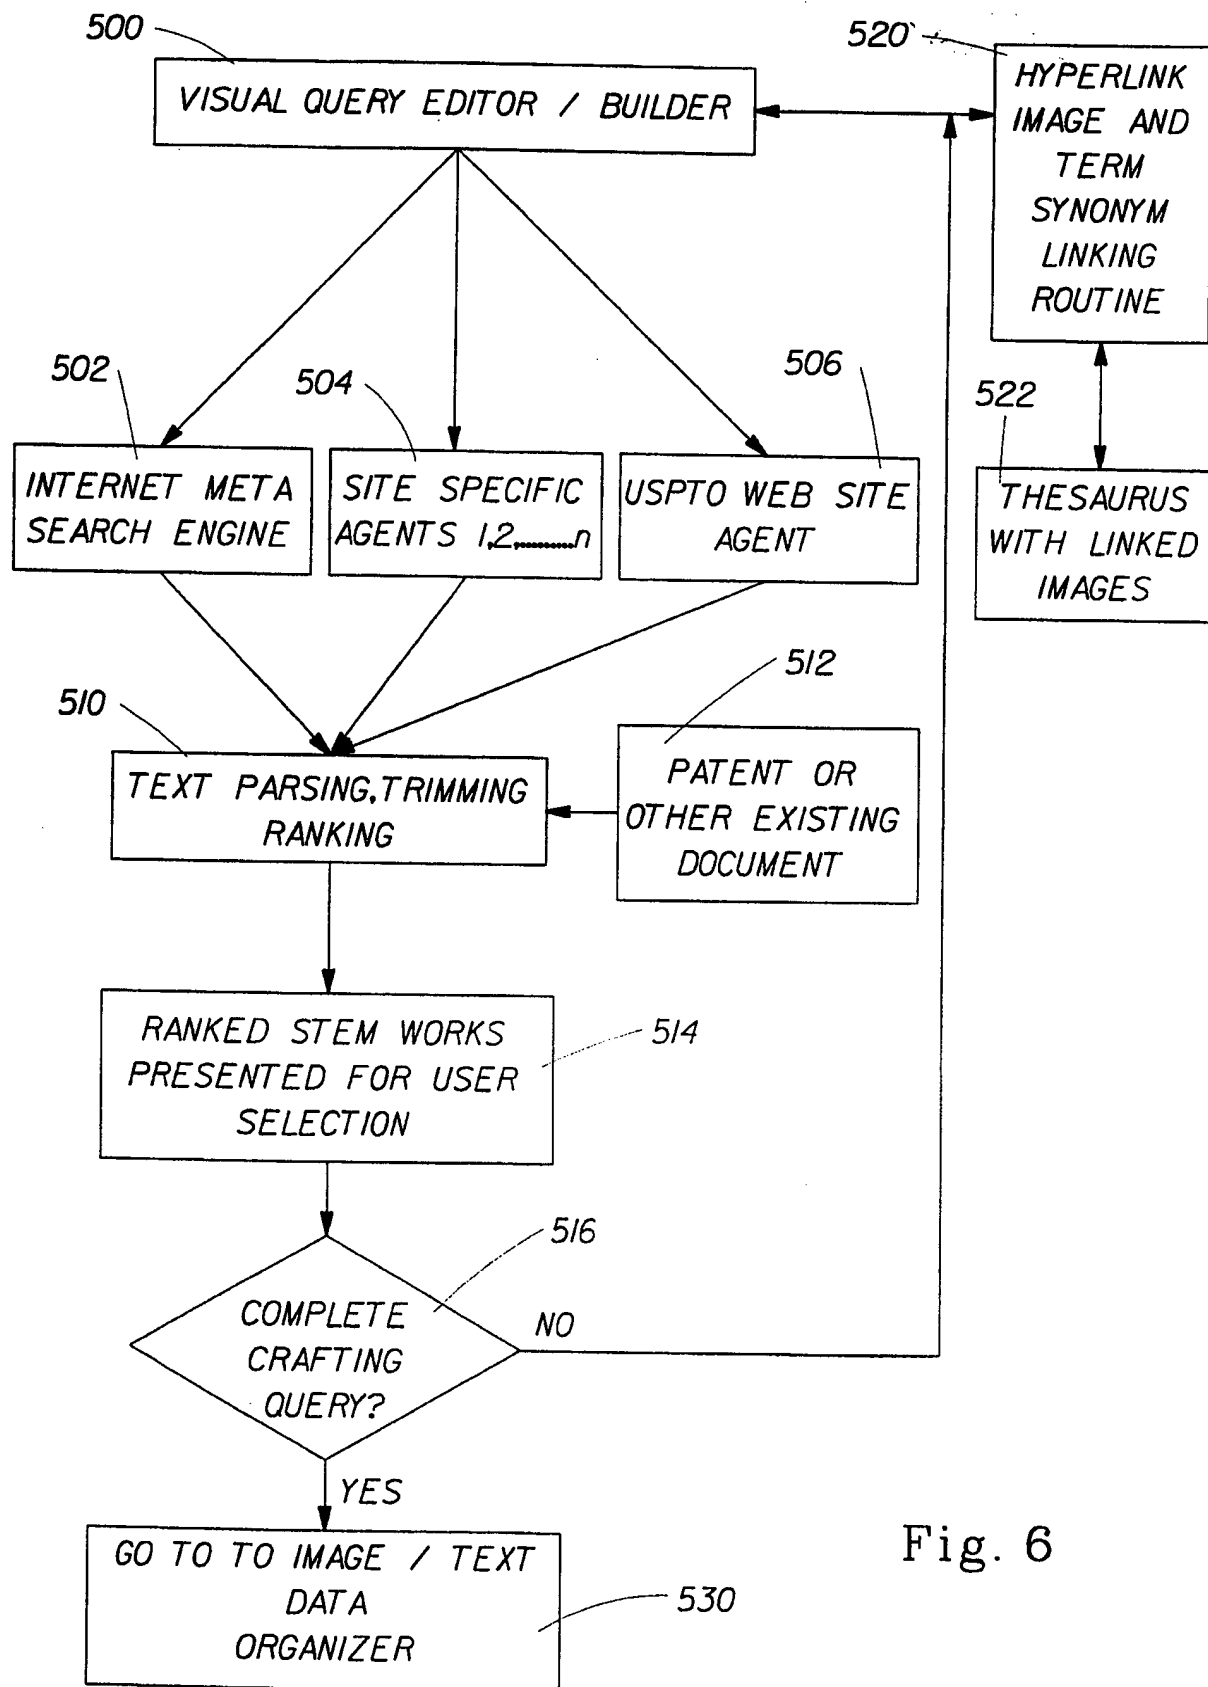 500
VISUAL QUERY EDITOR / BUILDER
520
HYPERLINK
IMAGE AND
TERM
SYNONYM
LINKING
ROUTINE
502
INTERNET META
SEARCH ENGINE
504
SITE SPECIFIC
AGENTS 1,2,..........n
506
USPTO WEB SITE
AGENT
522
THESAURUS
WITH LINKED
IMAGES
510
TEXT PARSING,TRIMMING
RANKING
512
PATENT OR
OTHER EXISTING
DOCUMENT
RANKED STEM WORKS
PRESENTED FOR USER
SELECTION
514
516
COMPLETE
CRAFTING
QUERY?
NO
YES
GO TO TO IMAGE / TEXT
DATA
ORGANIZER
530
Fig. 6